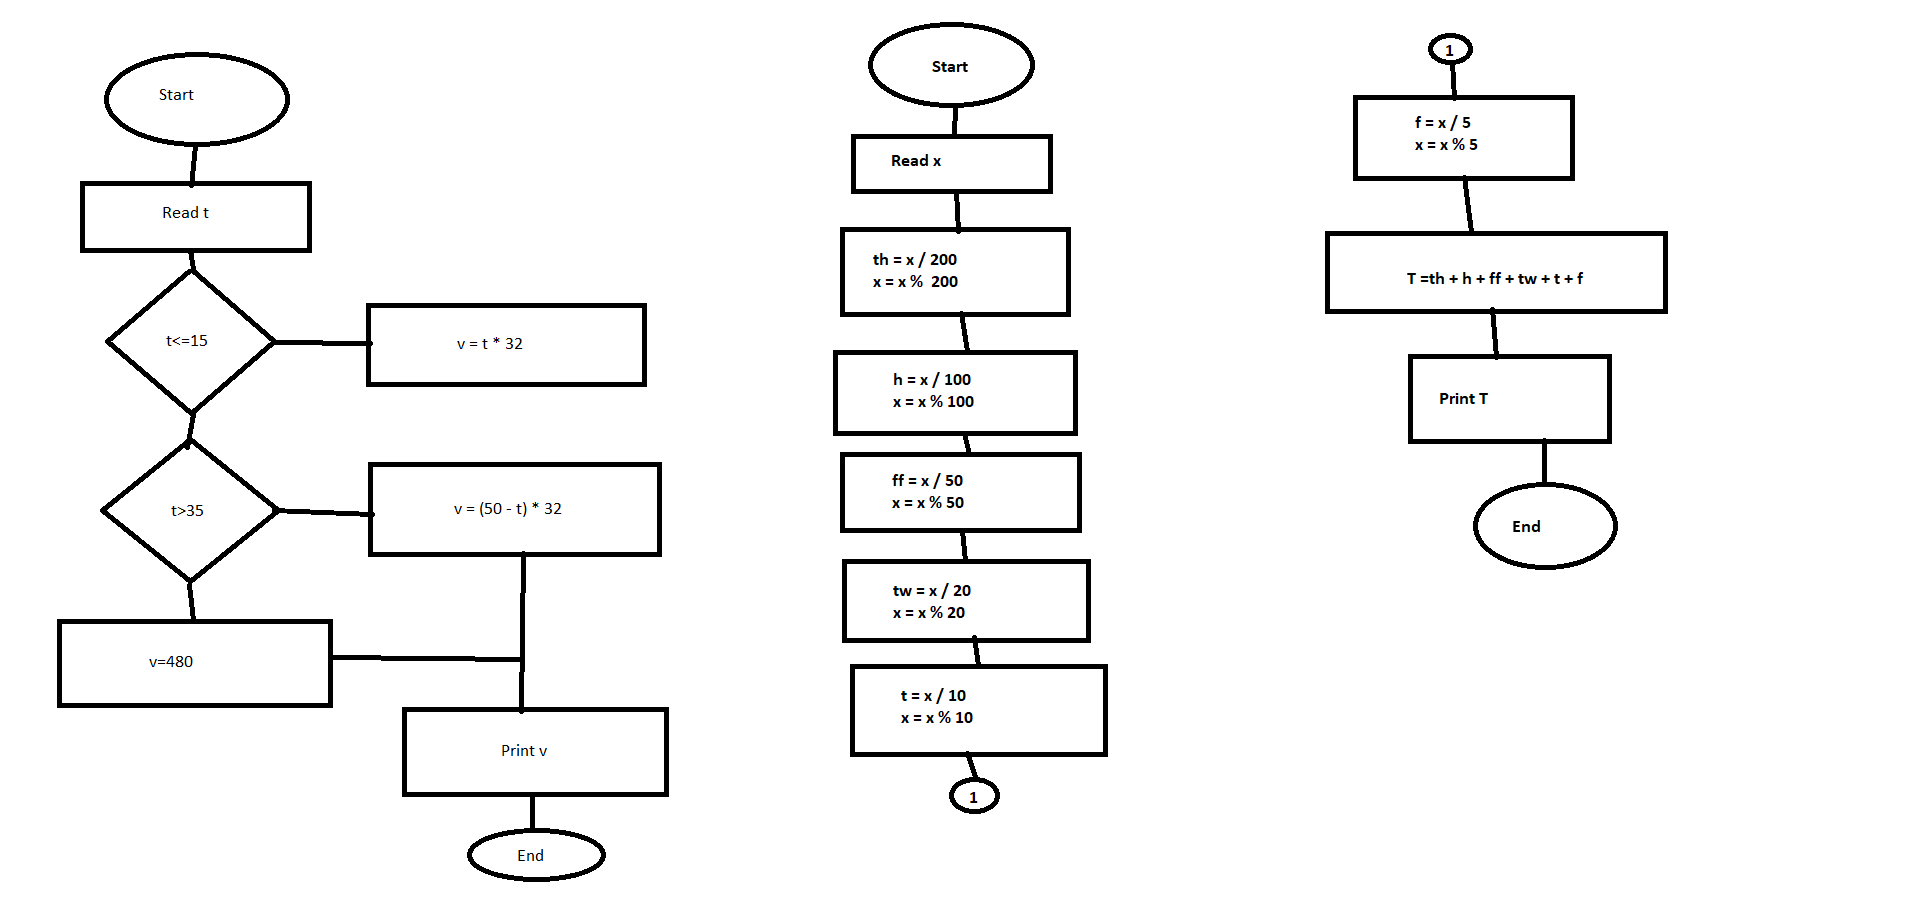 Start
Read t
t<=15
v = t * 32
t>35
v = (50 - t) * 32
v=480
Print v
End
Start
Read x
th = x / 200
x = x %  200
h = x / 100
x = x % 100
ff = x / 50
x = x % 50
tw = x / 20
x = x % 20
t = x / 10
x = x % 10
1
1
f = x / 5
x = x % 5
T =th + h + ff + tw + t + f
Print T
End